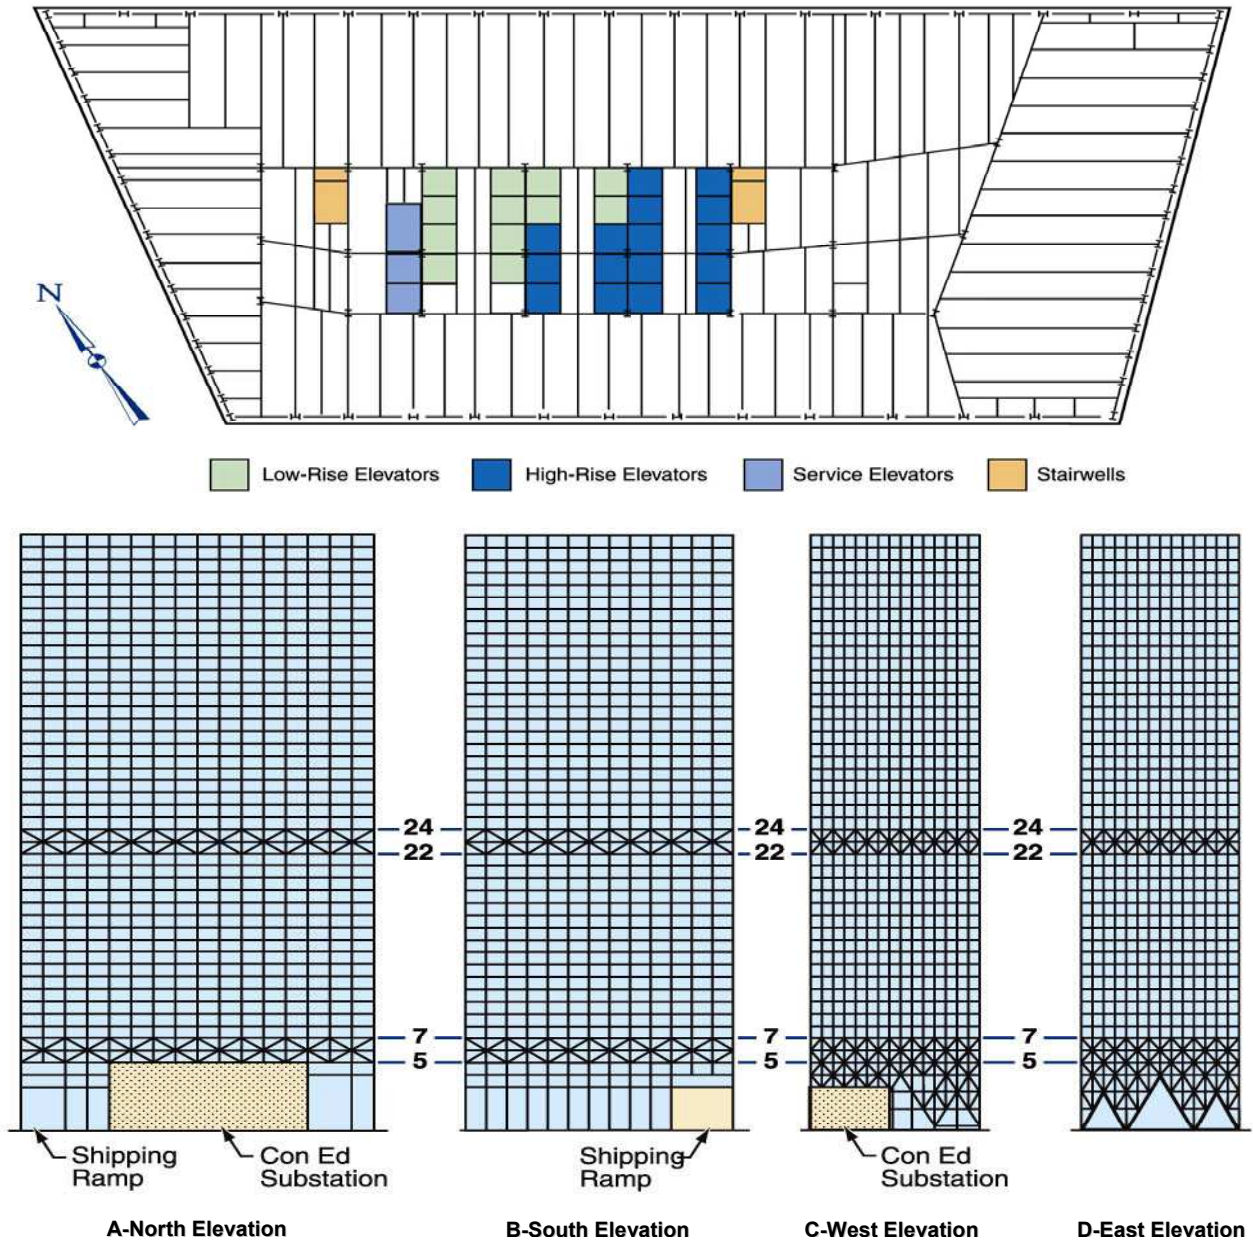 N
Low-Rise Elevators
High-Rise Elevators
Service Elevators
Stairwells
24
24
24
22
22
22
7
7
7
5
5
5
Shipping
Ramp
Con Ed
Substation
Shipping
Ramp
Con Ed
Substation
A-North Elevation
B-South Elevation
C-West Elevation
D-East Elevation